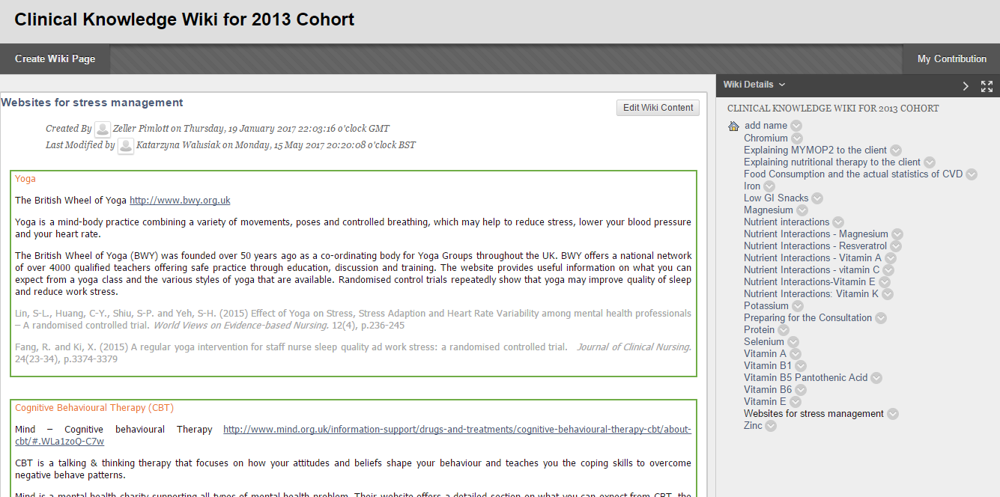 Clinical Knowledge Wiki for 2013 Cohort
Create Wiki Page
My Contribution
Websites for stress management
Edit Wiki Content
Created By Zeller Pimlott on Thursday, 19 January 2017 22:03:16 o'clock GMT
Last Modified by Katarzyna Walusiak on Monday, 15 May 2017 20:20:08 o'clock BST
Yoga
The British Wheel of Yoga http://www.bwy.org.uk
Yoga is a mind-body practice combining a variety of movements, poses and controlled breathing, which may help to reduce stress, lower your blood pressure
and your heart rate.
The British Wheel of Yoga (BWY) was founded over 50 years ago as a co-ordinating body for Yoga Groups throughout the UK. BWY offers a national network
of over 4000 qualified teachers offering safe practice through education, discussion and training. The website provides useful information on what you can
expect from a yoga class and the various styles of yoga that are available. Randomised control trials repeatedly show that yoga may improve quality of sleep
and reduce work stress.
Lin, S-L., Huang, C-Y., Shiu, S-P. and Yeh, S-H. (2015) Effect of Yoga on Stress, Stress Adaption and Heart Rate Variability among mental health professionals
– A randomised controlled trial. World Views on Evidence-based Nursing. 12(4), p.236-245
Fang, R. and Ki, X. (2015) A regular yoga intervention for staff nurse sleep quality ad work stress: a randomised controlled trial. Journal of Clinical Nursing.
24(23-34), p.3374-3379
Cognitive Behavioural Therapy (CBT)
Mind – Cognitive behavioural Therapy http://www.mind.org.uk/information-support/drugs-and-treatments/cognitive-behavioural-therapy-cbt/about-
cbt/#.WLa1zoQ-C7w
CBT is a talking & thinking therapy that focuses on how your attitudes and beliefs shape your behaviour and teaches you the coping skills to overcome
negative behave patterns.
Mind is a mental health charity supporting all types of mental health problem. Their website offers a detailed section on what you can expect from CBT, the
Wiki Details
CLINICAL KNOWLEDGE WIKI FOR 2013 COHORT
add name
Chromium
Explaining MYMOP2 to the client
Explaining nutritional therapy to the client
Food Consumption and the actual statistics of CVD
Iron
Low GI Snacks
Magnesium
Nutrient interactions
Nutrient Interactions - Magnesium
Nutrient Interactions - Resveratrol
Nutrient Interactions - Vitamin A
Nutrient Interactions - vitamin C
Nutrient Interactions-Vitamin E
Nutrient Interactions: Vitamin K
Potassium
Preparing for the Consultation
Protein
Selenium
Vitamin A
Vitamin B1
Vitamin B5 Pantothenic Acid
Vitamin B6
Vitamin E
Websites for stress management
Zinc